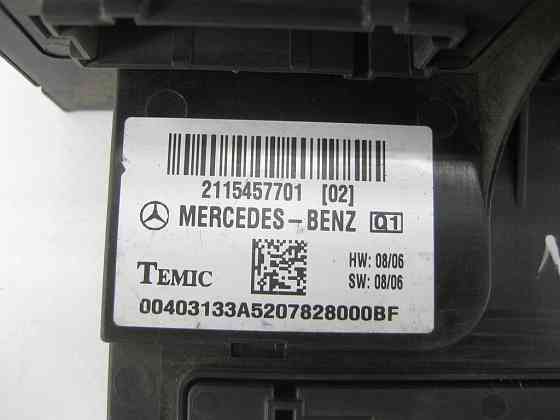 2115457701 [02]
MERCEDES-BENZ Q1
TEMIC
HW: 08/06
SW: 08/06
00403133A5207828000BF